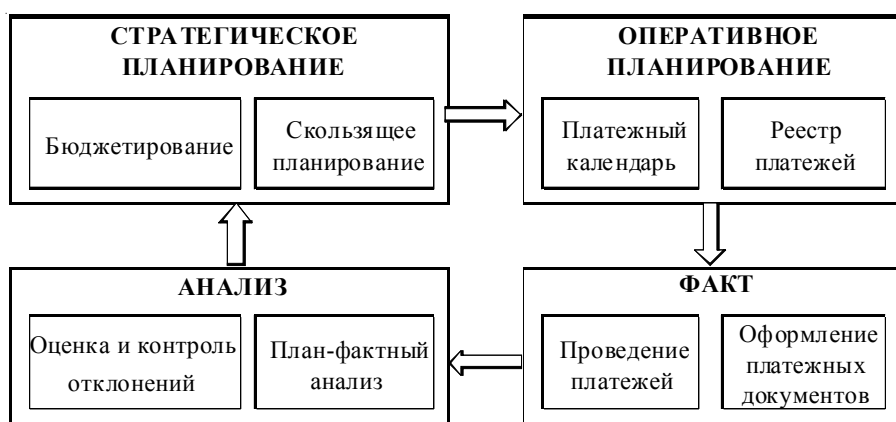 СТРАТЕГИЧЕСКОЕ
ПЛАНИРОВАНИЕ
Бюджетирование
Скользящее
планирование
ОПЕРАТИВНОЕ
ПЛАНИРОВАНИЕ
Платежный
календарь
Реестр
платежей
АНАЛИЗ
Оценка и контроль
отклонений
План-фактный
анализ
ФАКТ
Проведение
платежей
Оформление
платежных
документов